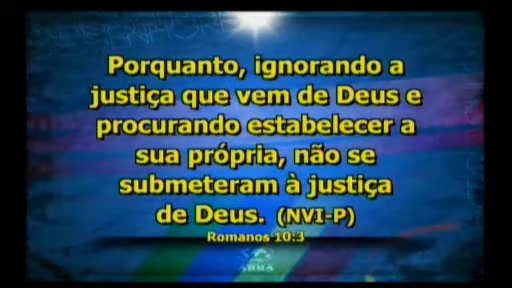 Porquanto, ignorando a
justiça que vem de Deus e
procurando estabelecer a
sua própria, não se
submeteram à justiça
de Deus. (NVI-P)
Romanos 10:3